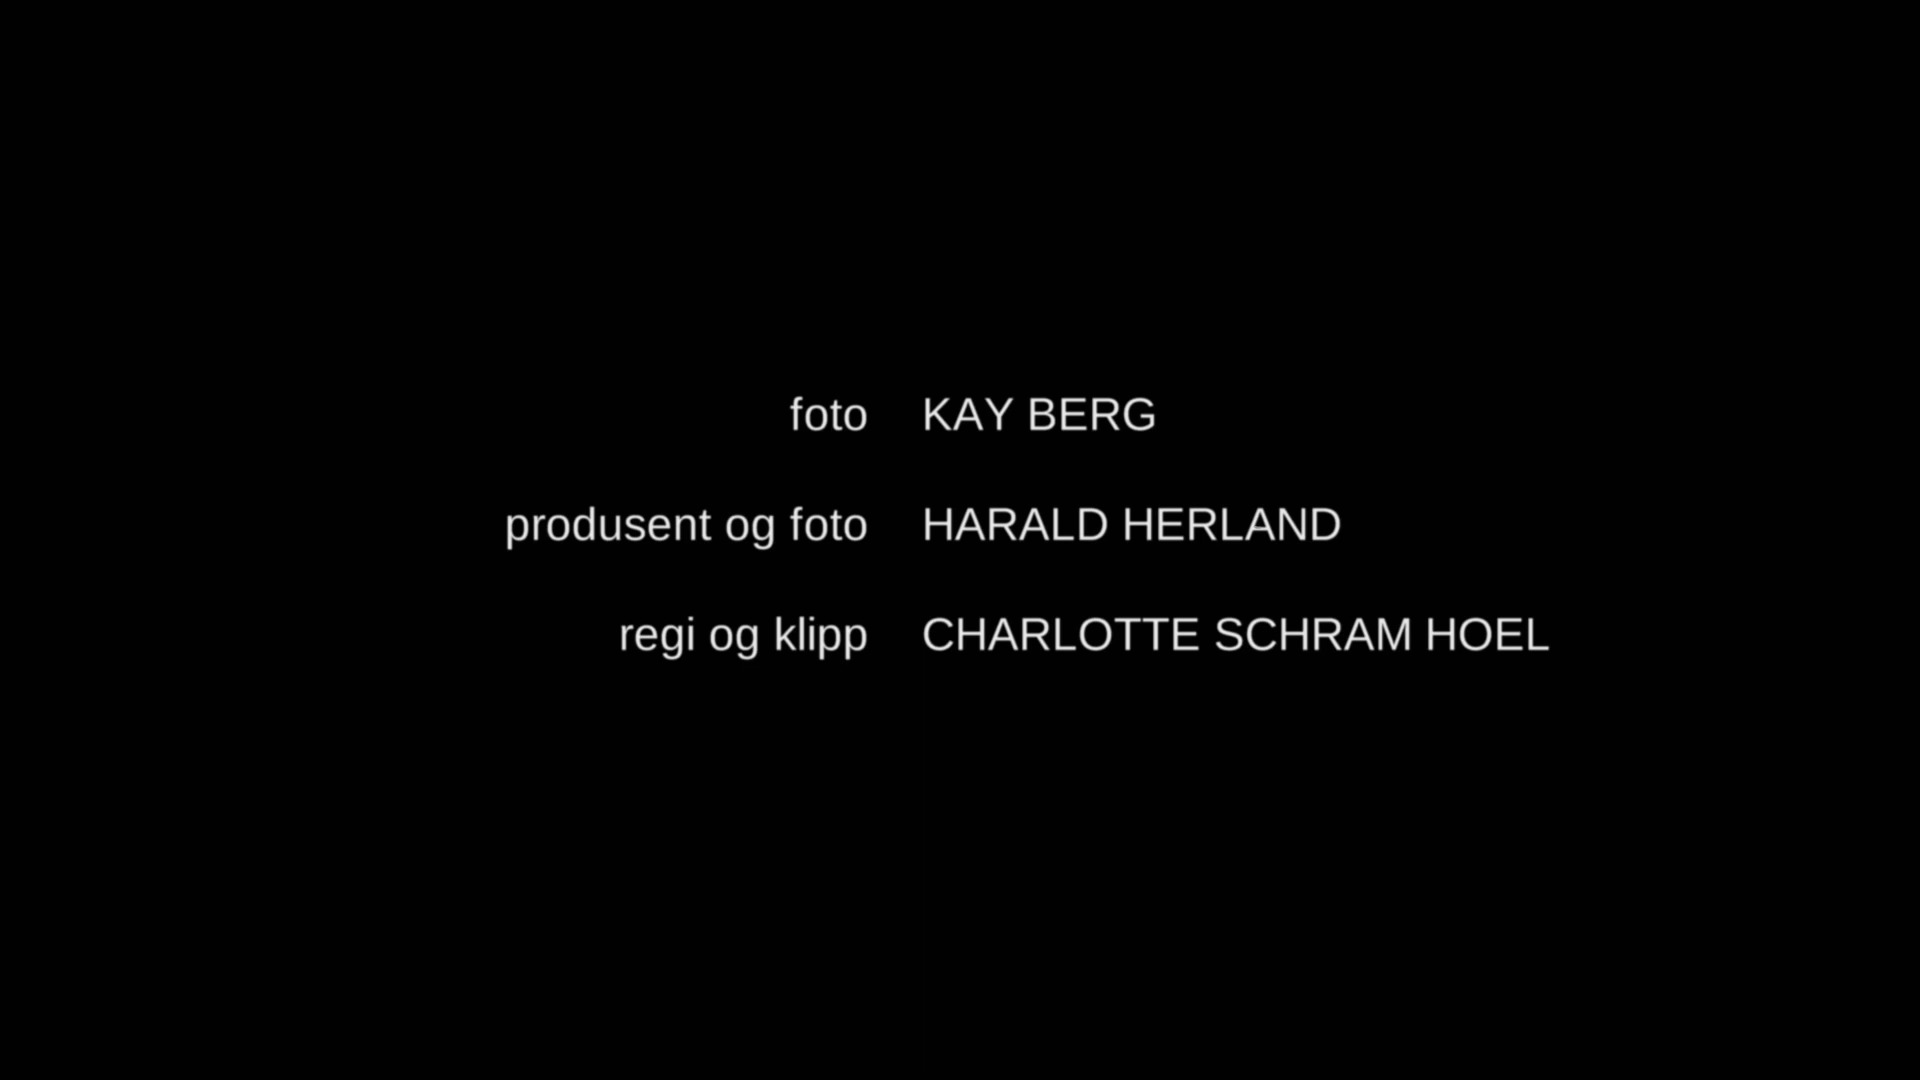 foto KAY BERG
produsent og foto HARALD HERLAND
regi og klipp CHARLOTTE SCHRAM HOEL